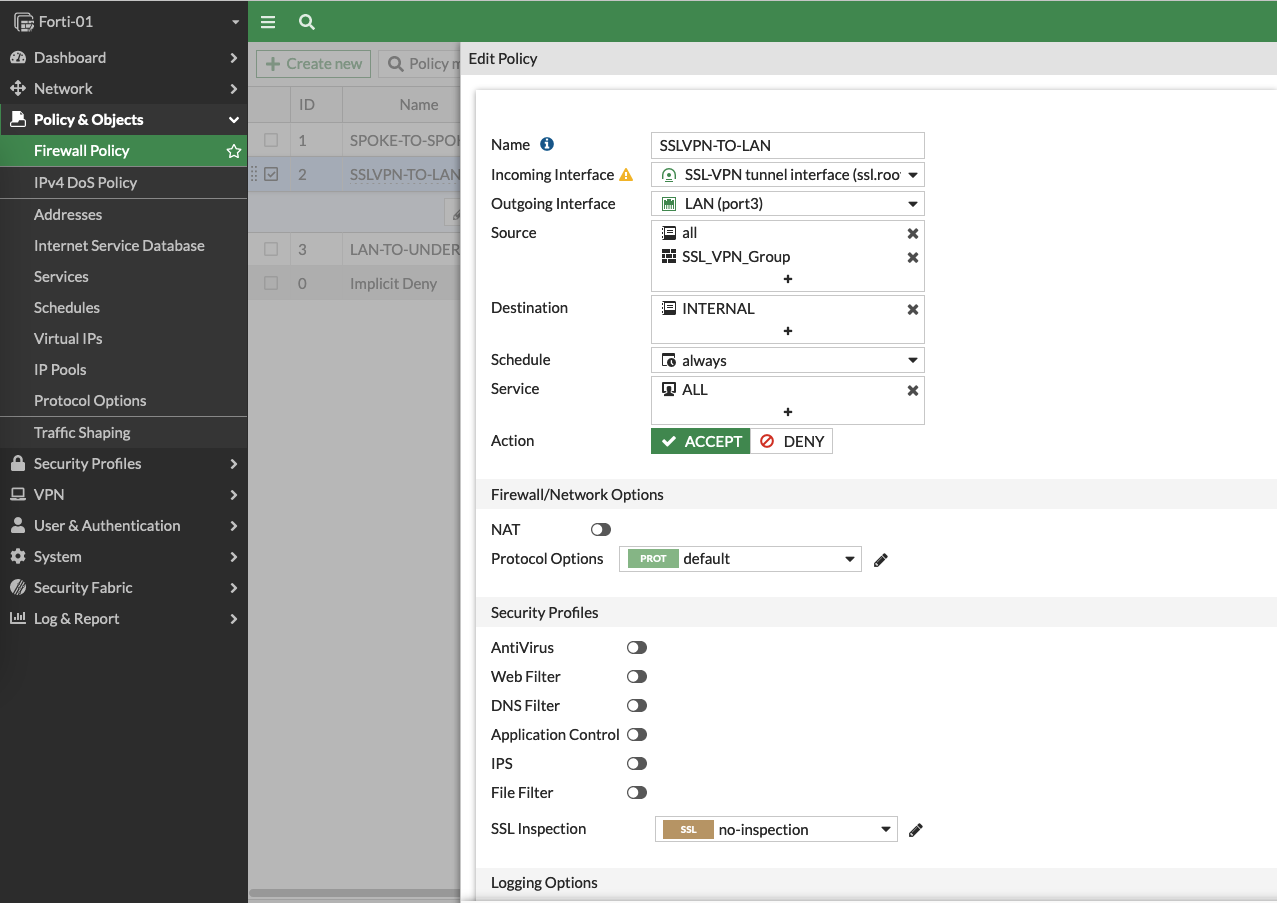 Forti-01
Dashboard
Network
Policy & Objects
Firewall Policy
IPv4 DoS Policy
Addresses
Internet Service Database
Services
Schedules
Virtual IPs
IP Pools
Protocol Options
Traffic Shaping
Security Profiles
VPN
User & Authentication
System
Security Fabric
Log & Report
Create new
Policy
ID Name
1 SPOKE-TO-SPO
2 SSLVPN-TO-LAN
3 LAN-TO-UNDER
0 Implicit Deny
Edit Policy
Name SSLVPN-TO-LAN
Incoming Interface SSL-VPN tunnel interface (ssl.roo
Outgoing Interface LAN (port3)
Source all
SSL_VPN_Group
Destination INTERNAL
Schedule always
Service ALL
Action ACCEPT DENY
Firewall/Network Options
NAT
Protocol Options PROT default
Security Profiles
AntiVirus
Web Filter
DNS Filter
Application Control
IPS
File Filter
SSL Inspection SSL no-inspection
Logging Options